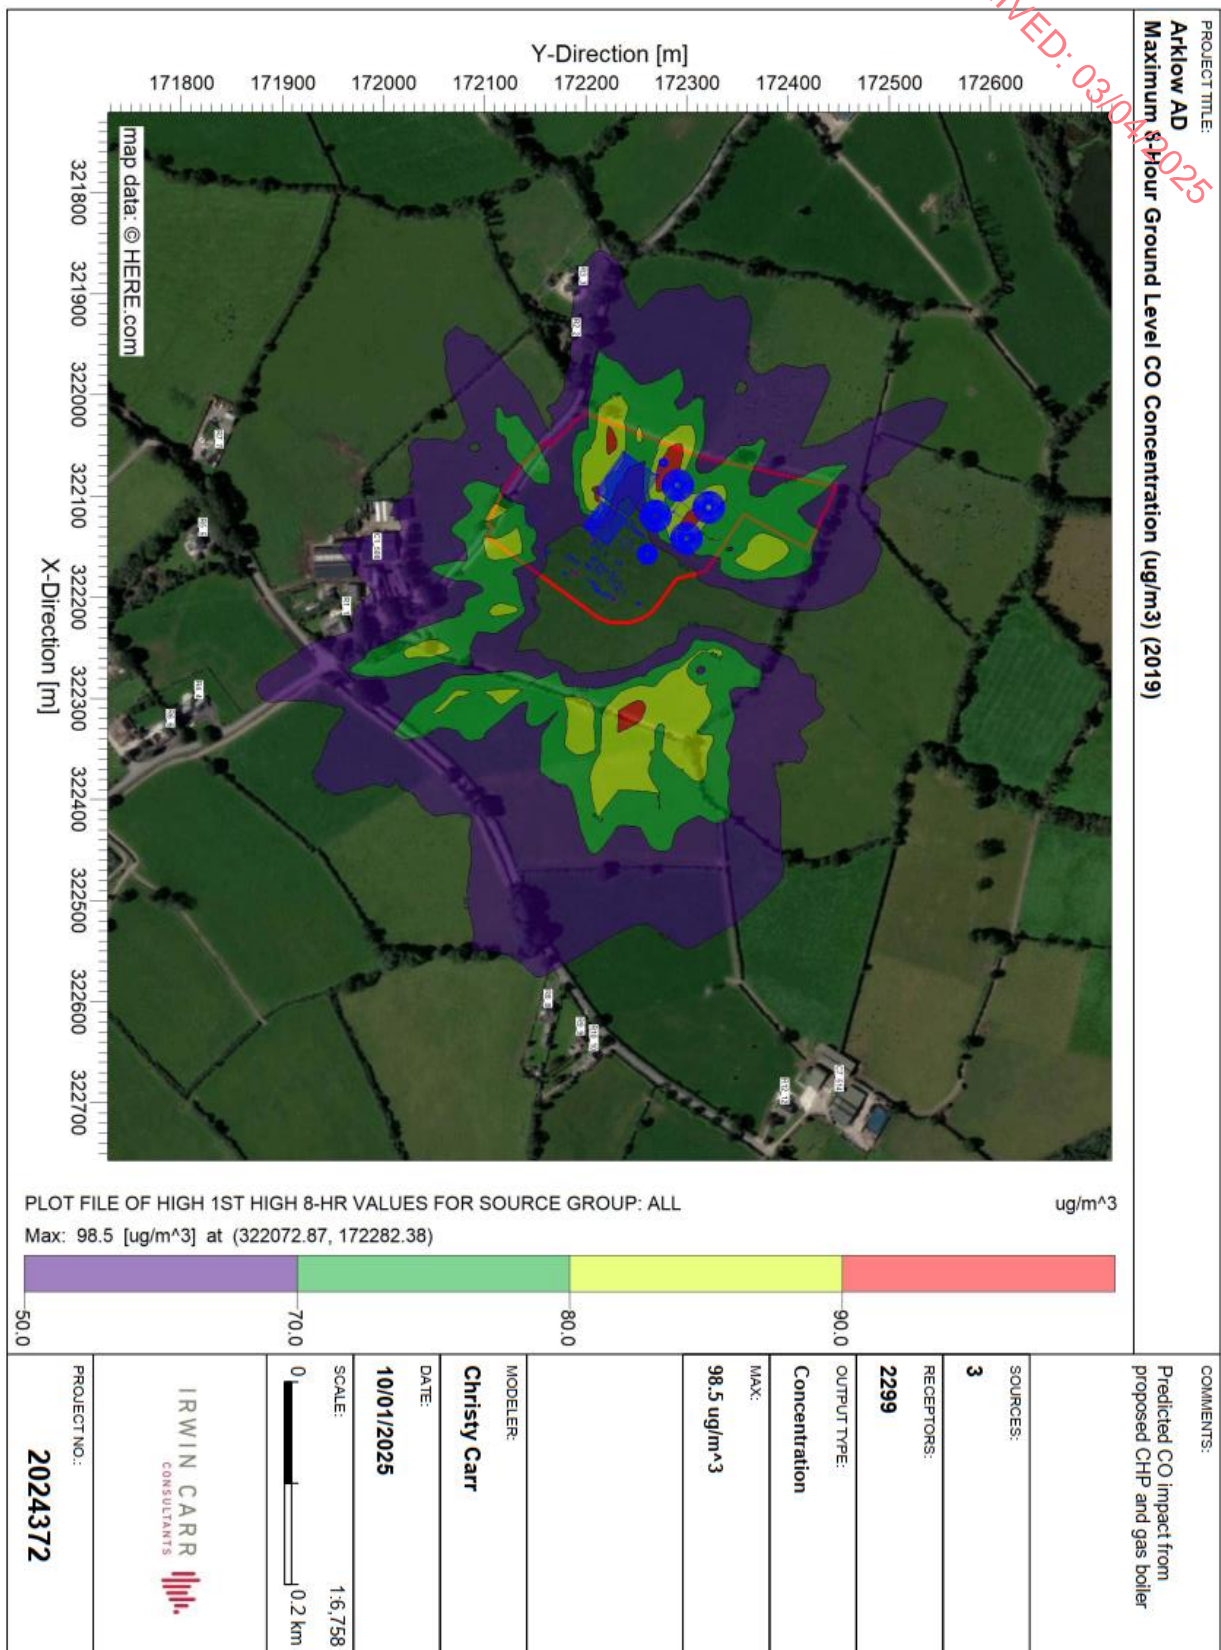 PROJECT TITLE:
Arklow AD
Maximum 8-Hour Ground Level CO Concentration (ug/m3) (2019)
03/04/2025
Y-Direction [m]
171800
171900
172000
172100
172200
172300
172400
172500
172600
map data: © HERE.com
321800
321900
322000
322100
322200
322300
322400
322500
322600
322700
X-Direction [m]
PLOT FILE OF HIGH 1ST HIGH 8-HR VALUES FOR SOURCE GROUP: ALL
ug/m^3
Max: 98.5 [ug/m^3] at (322072.87, 172282.38)
50.0
70.0
80.0
90.0
COMMENTS:
Predicted CO impact from
proposed CHP and gas boiler
SOURCES:
3
RECEPTORS:
2299
OUTPUT TYPE:
Concentration
MAX:
98.5 ug/m^3
MODELER:
Christy Carr
DATE:
10/01/2025
SCALE:
1:6,758
0
0.2 km
IRWIN CARR
CONSULTANTS
PROJECT NO.:
2024372